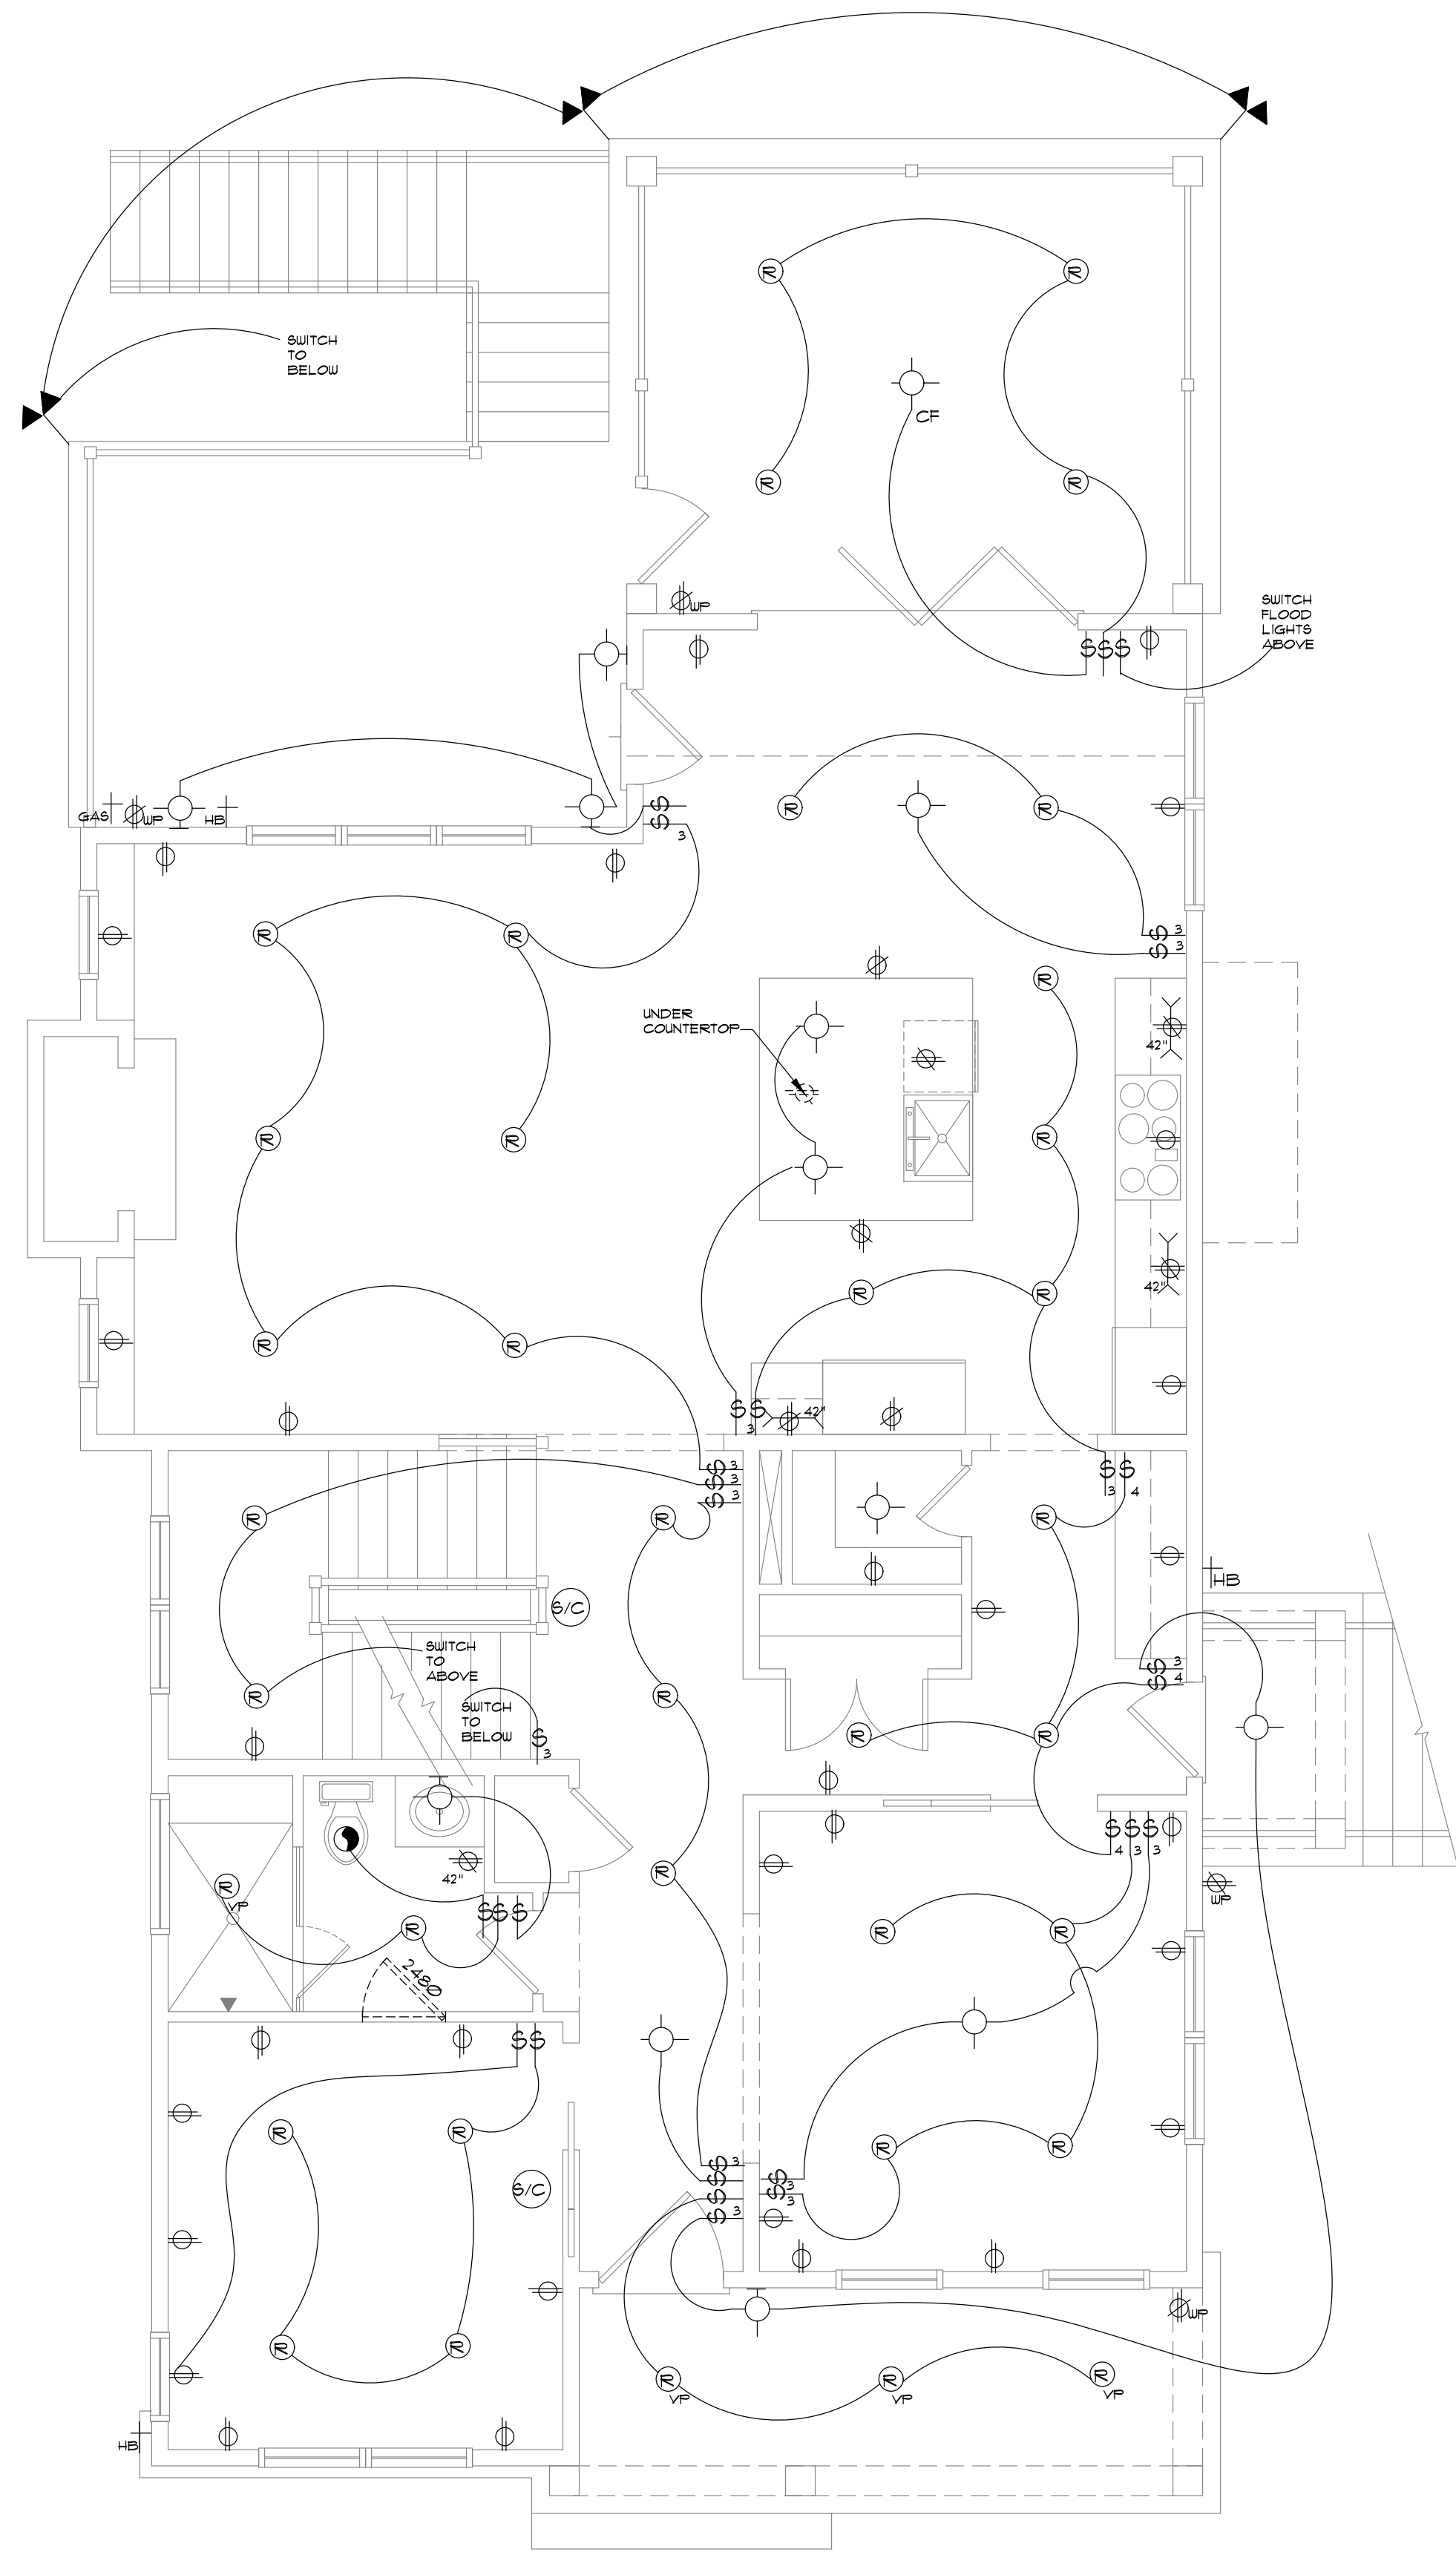 SWITCH
TO
BELOW
R
R
CF
R
R
SWITCH
FLOOD
LIGHTS
ABOVE
WP
S S S
GAS
WP
HB
S
S
3
R
R
R
R
S 3
S 3
R
UNDER
COUNTERTOP
42"
R
R
R
42"
R
R
R
R
S S
3
42"
S 3
S 3
S 3
S S
3 4
R
R
R
S/C
HB
SWITCH
TO
ABOVE
S 3
S 4
R
R
SWITCH
TO
BELOW
S
3
R
R
S S S
4 3 3
42"
R
R
VP
WP
S S S
R
R
R
2480
S S
R
R
R
R
S/C
S 3
S
S
S 3
S
3
S
3
WP
R
R
R
VP
R
VP
R
VP
HB